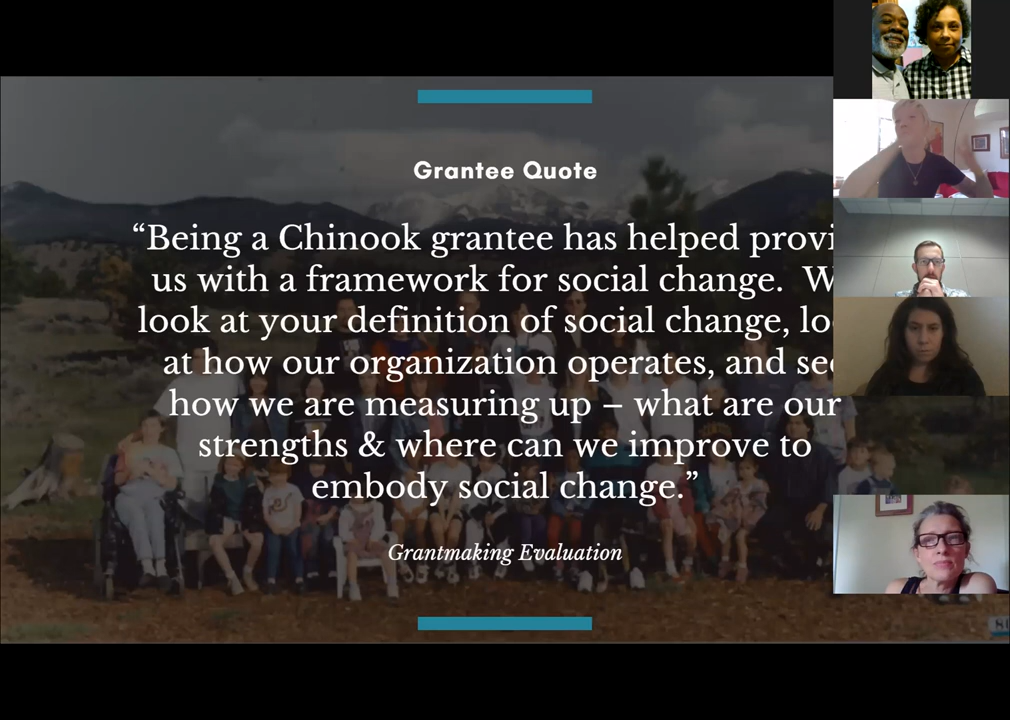 Grantee Quote
“Being a Chinook grantee has helped
us with a framework for social change.
look at your definition of social change,
at how our organization operates, and
how we are measuring up – what are our
strengths & where can we improve to
embody social change.”
Grantmaking Evaluation